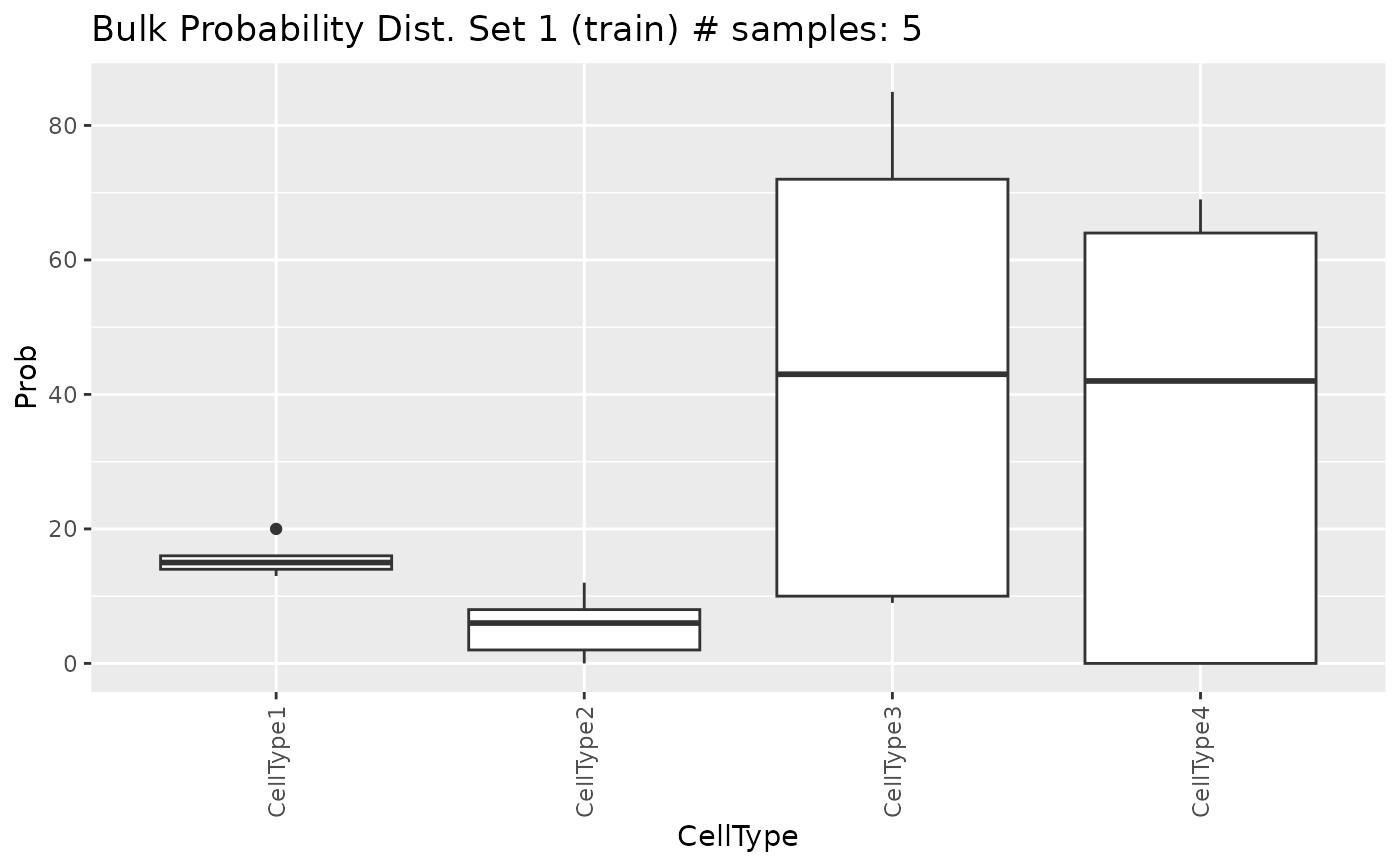 Bulk Probability Dist. Set 1 (train) # samples: 5
80
60
40
20
0
Prob
CellType1
CellType2
CellType3
CellType4
CellType